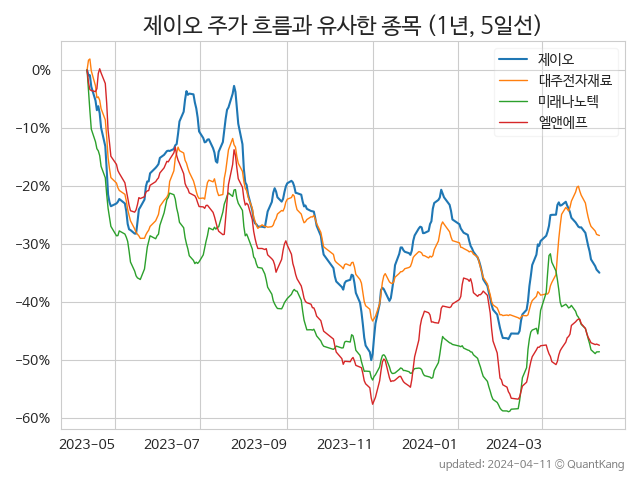 제이오 주가 흐름과 유사한 종목 (1년, 5일선)
제이오
대주전자재료
미래나노텍
엘앤에프
0%
−10%
−20%
−30%
−40%
−50%
−60%
2023-05 2023-07 2023-09 2023-11 2024-01 2024-03
updated: 2024-04-11 © QuantKang